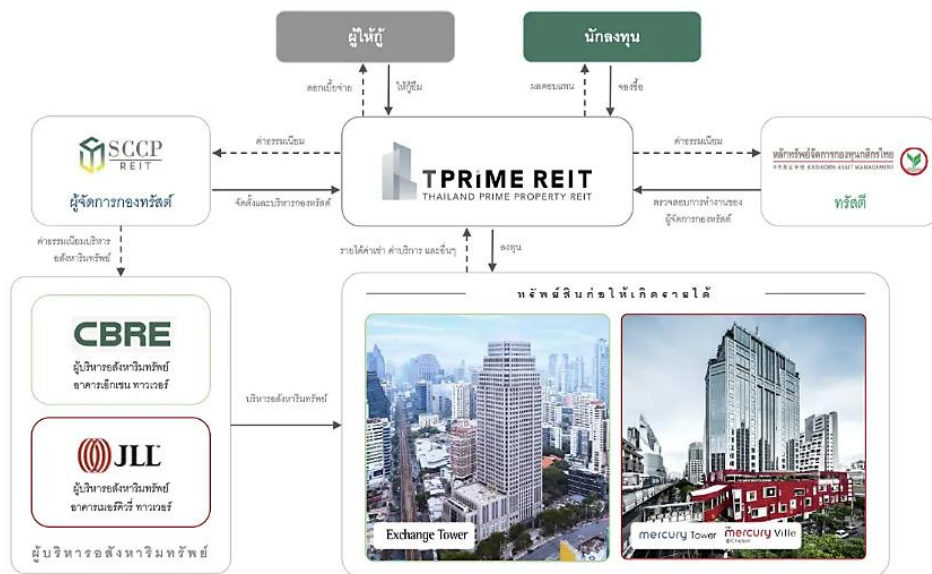 ผู้ให้กู้
นักลงทุน
ดอกเบี้ยจ่าย
ให้กู้ยืม
ผลตอบแทน
จองซื้อ
SCCP
REIT
ผู้จัดการกองทรัสต์
ค่าธรรมเนียม
จัดตั้งและบริหารกองทรัสต์
TPRiME REIT
THAILAND PRIME PROPERTY REIT
ค่าธรรมเนียม
ตรวจสอบการทำงานของ
ผู้จัดการกองทรัสต์
หลักทรัพย์จัดการกองทุนกสิกรไทย
KASIKORN ASSET MANAGEMENT
ทรัสตี
ค่าธรรมเนียมบริหาร
อสังหาริมทรัพย์
รายได้ค่าเช่า ค่าบริการ และอื่นๆ
ลงทุน
CBRE
ผู้บริหารอสังหาริมทรัพย์
อาคารเอ็กเชน ทาวเวอร์
JLL
ผู้บริหารอสังหาริมทรัพย์
อาคารเมอร์คิวรี่ ทาวเวอร์
ผู้บริหารอสังหาริมทรัพย์
บริหารอสังหาริมทรัพย์
ทรัพย์สินก่อให้เกิดรายได้
Exchange Tower
mercury Tower
mercury Ville